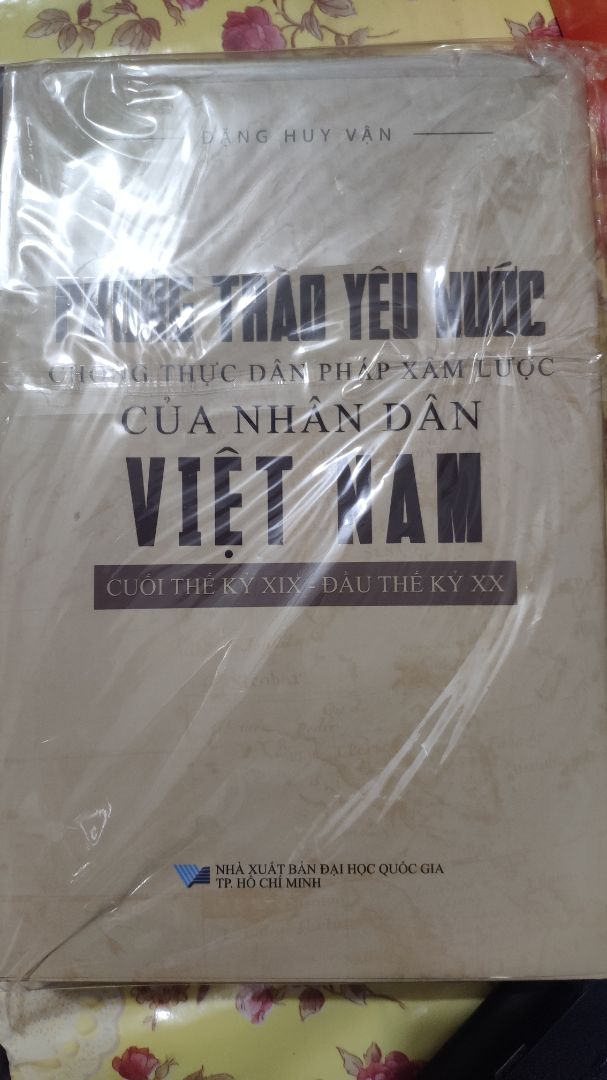 ĐẶNG HUY VẬN
PHONG TRÀO YÊU NƯỚC
CHỐNG THỰC DÂN PHÁP XÂM LƯỢC
CỦA NHÂN DÂN
VIỆT NAM
CUỐI THẾ KỶ XIX - ĐẦU THẾ KỶ XX
NHÀ XUẤT BẢN ĐẠI HỌC QUỐC GIA
TP. HỒ CHÍ MINH